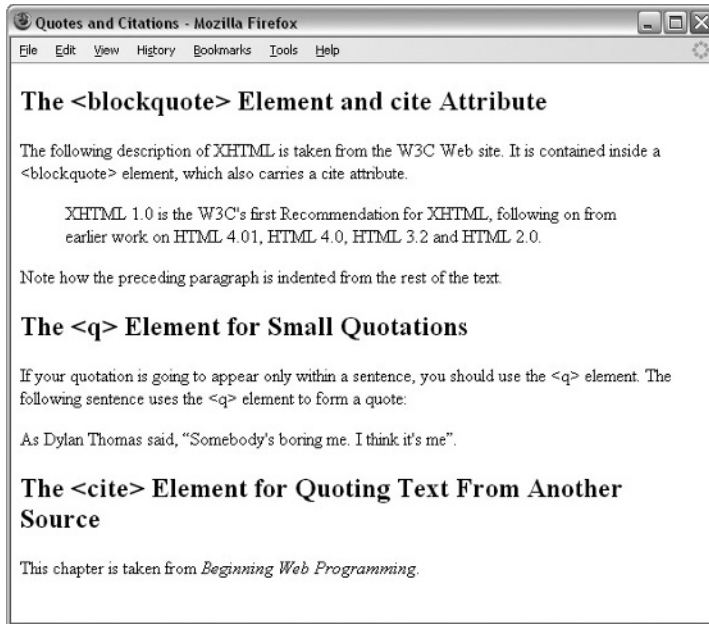 Quotes and Citations - Mozilla Firefox
File Edit View History Bookmarks Tools Help
The <blockquote> Element and cite Attribute
The following description of XHTML is taken from the W3C Web site. It is contained inside a
<blockquote> element, which also carries a cite attribute.
XHTML 1.0 is the W3C's first Recommendation for XHTML, following on from
earlier work on HTML 4.01, HTML 4.0, HTML 3.2 and HTML 2.0.
Note how the preceding paragraph is indented from the rest of the text.
The <q> Element for Small Quotations
If your quotation is going to appear only within a sentence, you should use the <q> element. The
following sentence uses the <q> element to form a quote:
As Dylan Thomas said, “Somebody's boring me. I think it's me”.
The <cite> Element for Quoting Text From Another
Source
This chapter is taken from Beginning Web Programming.